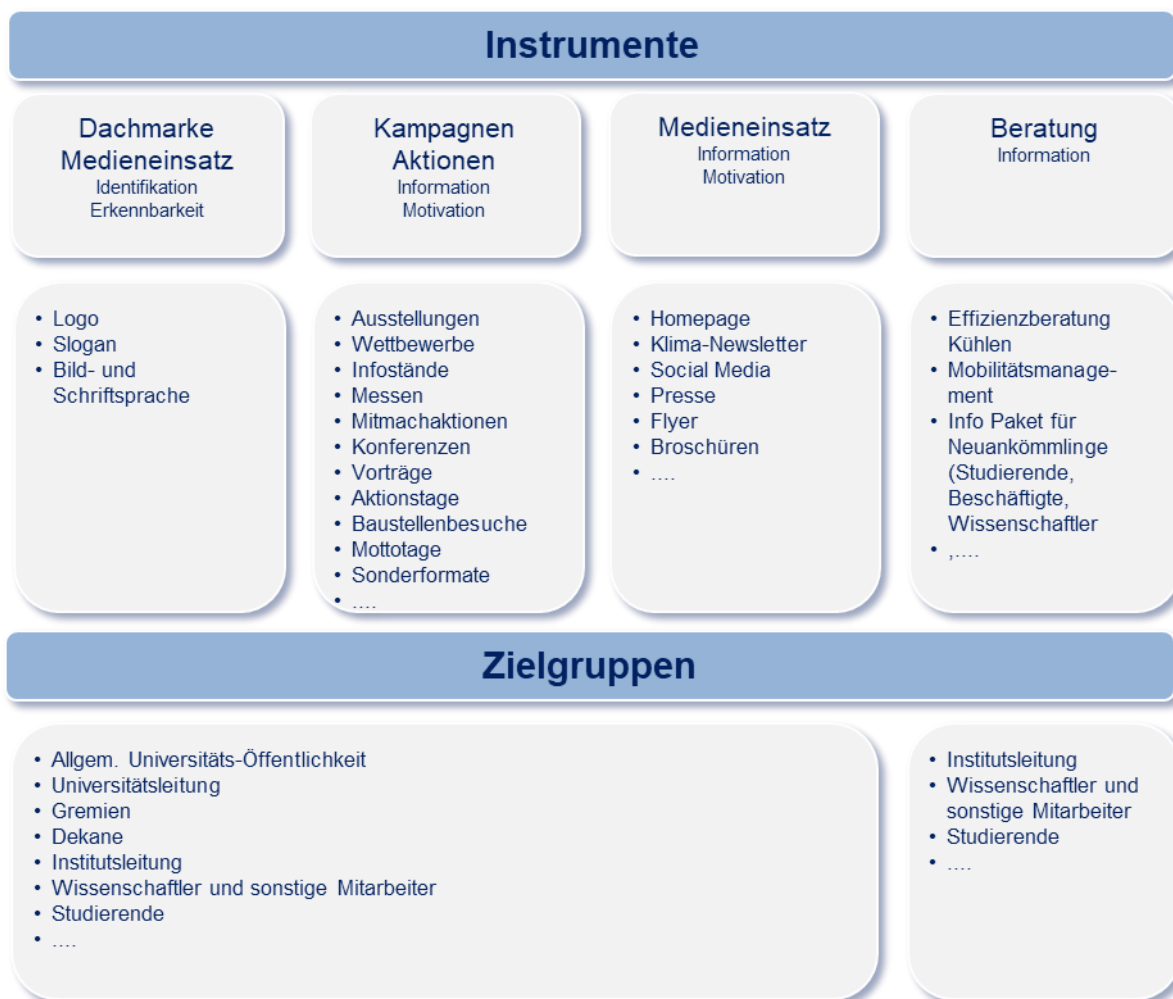 Instrumente
Dachmarke
Medieneinsatz
Identifikation
Erkennbarkeit
Kampagnen
Aktionen
Information
Motivation
Medieneinsatz
Information
Motivation
Beratung
Information
• Logo
• Slogan
• Bild- und
Schriftsprache
• Ausstellungen
• Wettbewerbe
• Infostände
• Messen
• Mitmachaktionen
• Konferenzen
• Vorträge
• Aktionstage
• Baustellenbesuche
• Mottotage
• Sonderformate
• ....
• Homepage
• Klima-Newsletter
• Social Media
• Presse
• Flyer
• Broschüren
• ....
• Effizienzberatung
Kühlen
• Mobilitätsmanage-
ment
• Info Paket für
Neuankömmlinge
(Studierende,
Beschäftigte,
Wissenschaftler
• ,....
Zielgruppen
• Allgem. Universitäts-Öffentlichkeit
• Universitätsleitung
• Gremien
• Dekane
• Institutsleitung
• Wissenschaftler und sonstige Mitarbeiter
• Studierende
• ....
• Institutsleitung
• Wissenschaftler und
sonstige Mitarbeiter
• Studierende
• ....